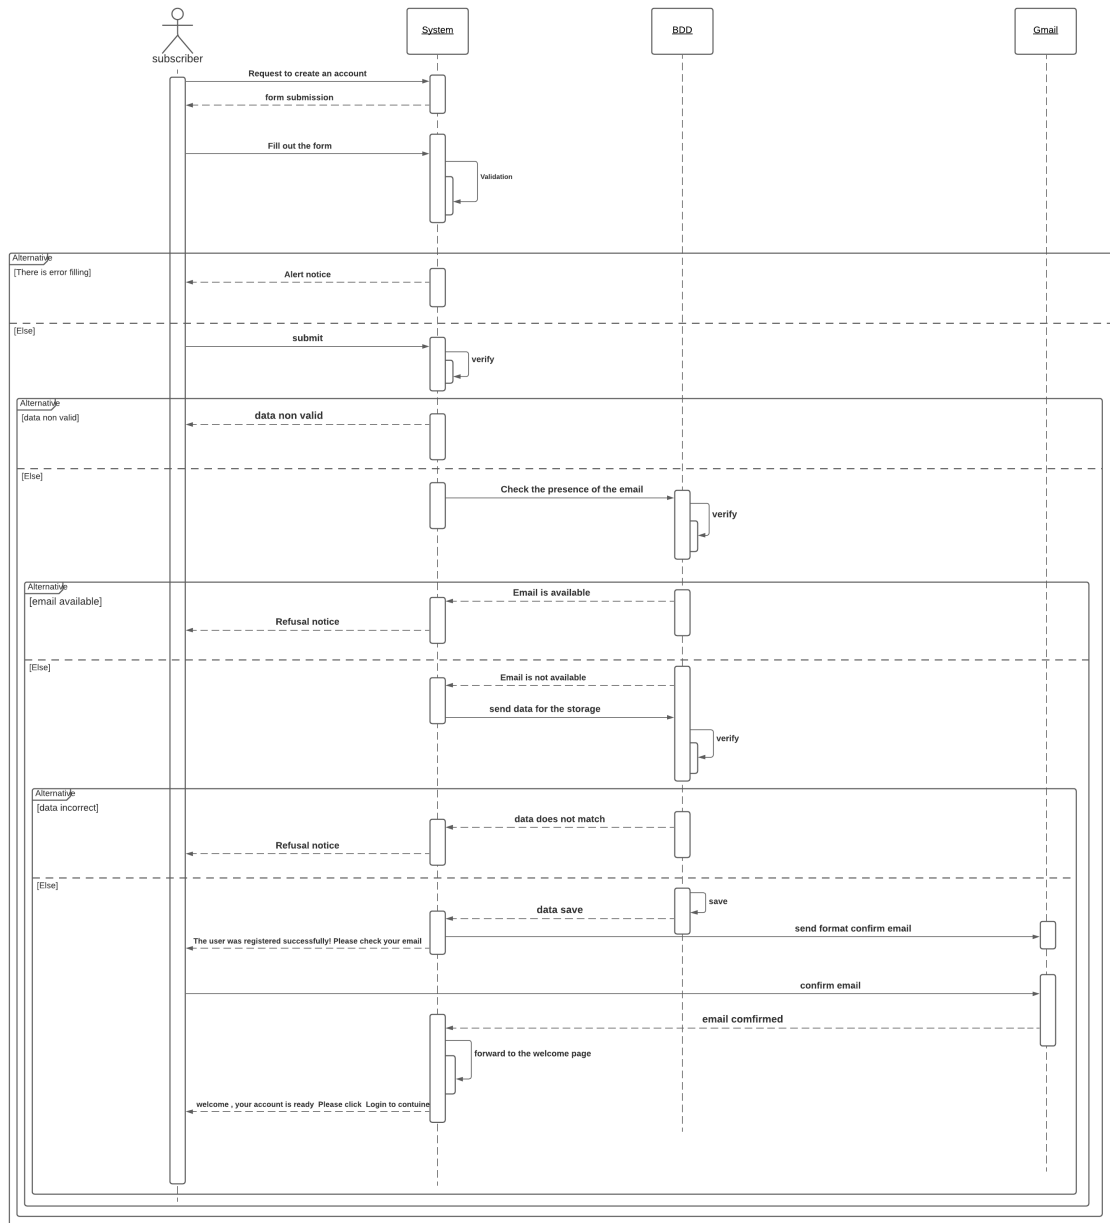 subscriber
System
BDD
Gmail
Request to create an account
form submission
Fill out the form
Validation
Alternative
[There is error filling]
Alert notice
[Else]
submit
verify
Alternative
[data non valid]
data non valid
[Else]
Check the presence of the email
verify
Alternative
[email available]
Email is available
Refusal notice
[Else]
Email is not available
send data for the storage
verify
Alternative
[data incorrect]
data does not match
Refusal notice
[Else]
save
data save
send format confirm email
The user was registered successfully! Please check your email
confirm email
email comfirmed
forward to the welcome page
welcome , your account is ready  Please click  Login to contuine